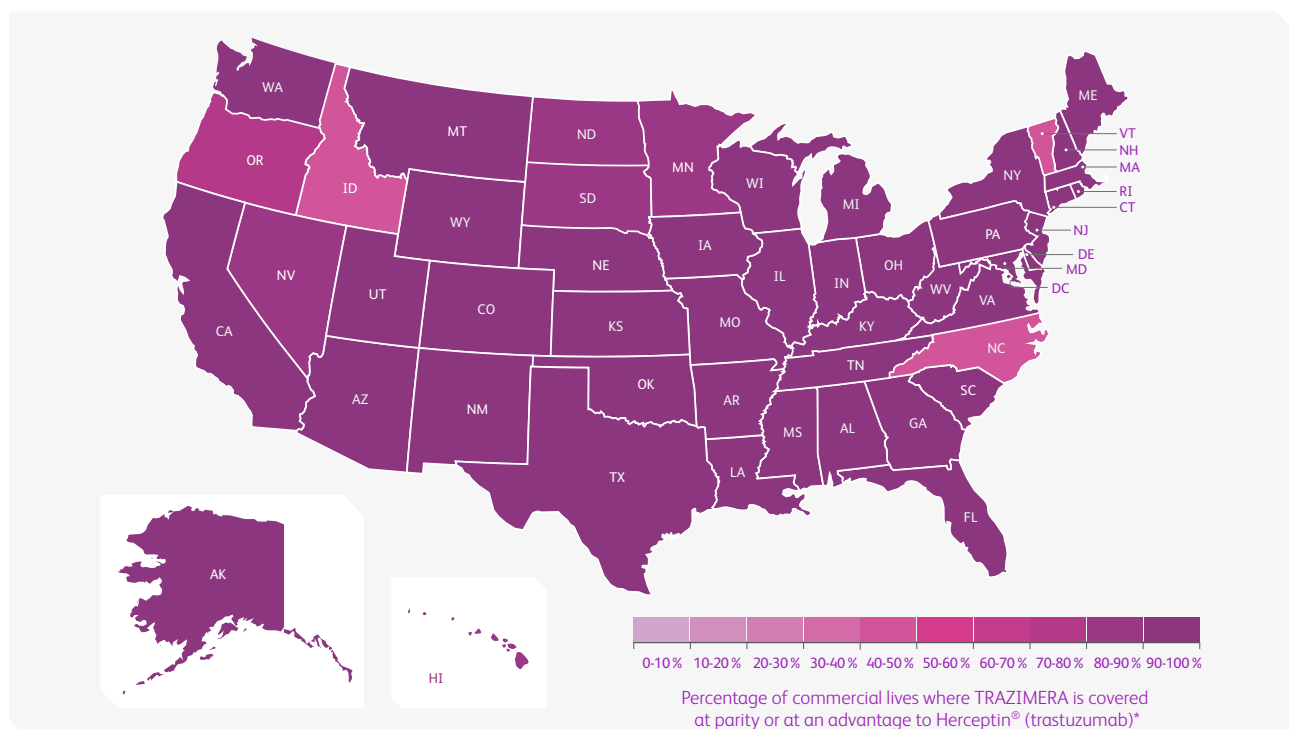 WA
MT
ND
MN
ME
OR
ID
WI
VT
NH
MA
NY
SD
MI
RI
CT
WY
NJ
IA
PA
NE
OH
DE
MD
DC
NV
UT
IL
IN
WV
VA
CO
CA
KS
MO
KY
NC
TN
AZ
NM
OK
AR
SC
MS
AL
GA
TX
LA
FL
AK
HI
0-10 % 10-20 % 20-30 % 30-40 % 40-50 % 50-60 % 60-70 % 70-80 % 80-90 % 90-100 %
Percentage of commercial lives where TRAZIMERA is covered
at parity or at an advantage to Herceptin® (trastuzumab)*